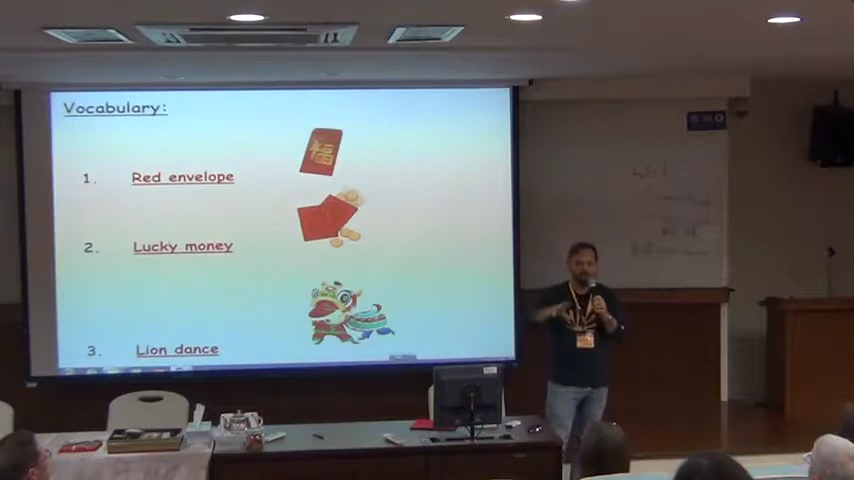 Vocabulary:
福
1. Red envelope
2. Lucky money
3. Lion dance